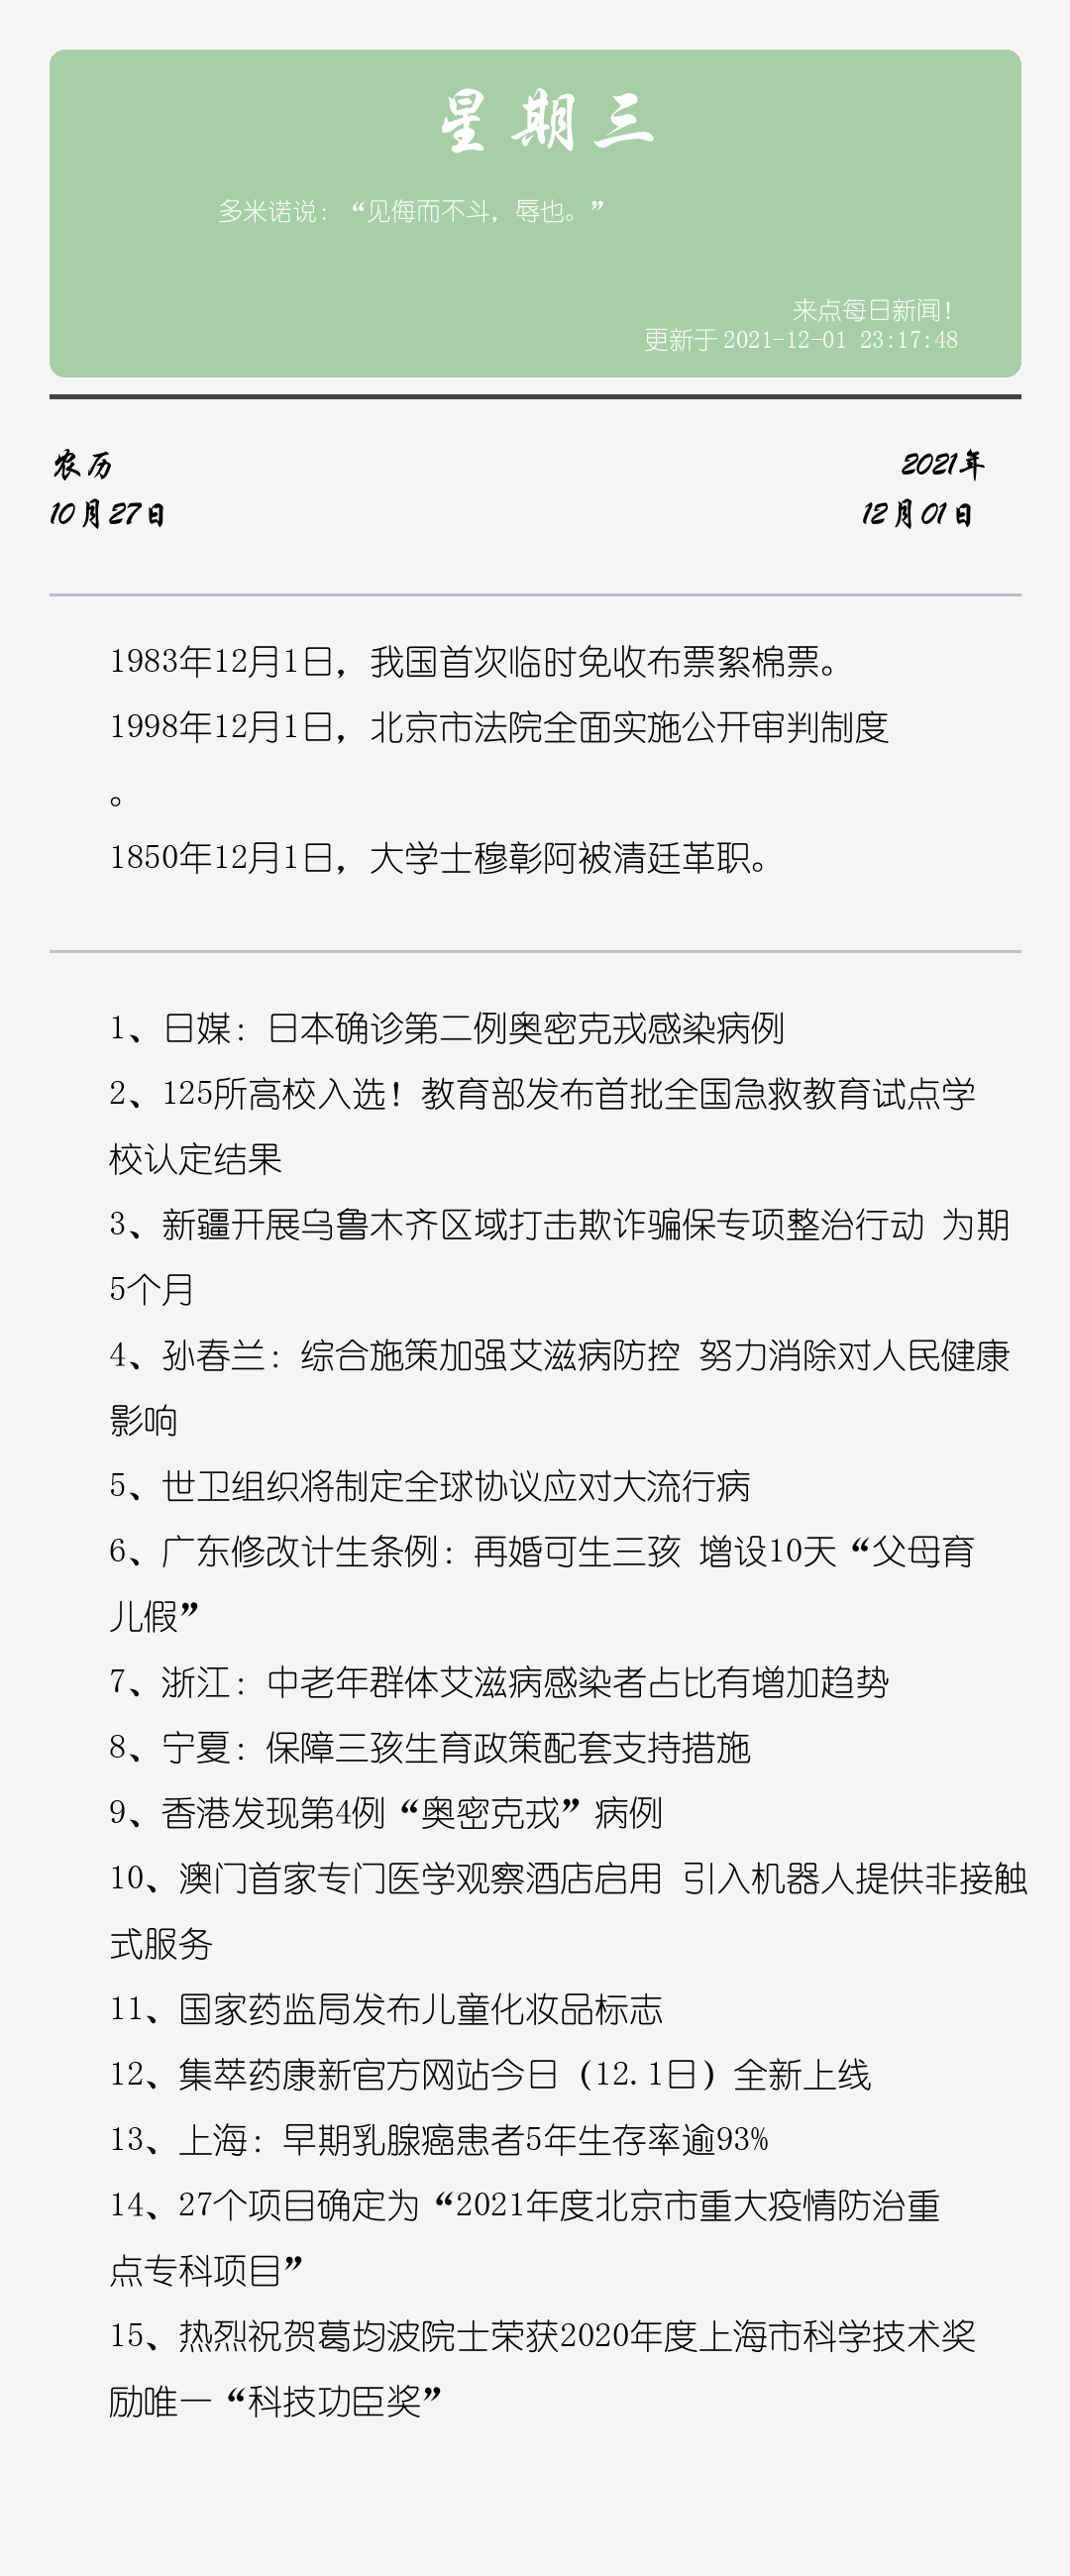 星期三
多米诺说：“见侮而不斗，辱也。”
来点每日新闻！
更新于 2021-12-01 23:17:48
农历
2021年
10月27日
12月01日
1983年12月1日，我国首次临时免收布票絮棉票。
1998年12月1日，北京市法院全面实施公开审判制度
。
1850年12月1日，大学士穆彰阿被清廷革职。
1、日媒：日本确诊第二例奥密克戎感染病例
2、125所高校入选！教育部发布首批全国急救教育试点学
校认定结果
3、新疆开展乌鲁木齐区域打击欺诈骗保专项整治行动 为期
5个月
4、孙春兰：综合施策加强艾滋病防控 努力消除对人民健康
影响
5、世卫组织将制定全球协议应对大流行病
6、广东修改计生条例：再婚可生三孩 增设10天“父母育
儿假”
7、浙江：中老年群体艾滋病感染者占比有增加趋势
8、宁夏：保障三孩生育政策配套支持措施
9、香港发现第4例“奥密克戎”病例
10、澳门首家专门医学观察酒店启用 引入机器人提供非接触
式服务
11、国家药监局发布儿童化妆品标志
12、集萃药康新官方网站今日（12.1日）全新上线
13、上海：早期乳腺癌患者5年生存率逾93%
14、27个项目确定为“2021年度北京市重大疫情防治重
点专科项目”
15、热烈祝贺葛均波院士荣获2020年度上海市科学技术奖
励唯一“科技功臣奖”